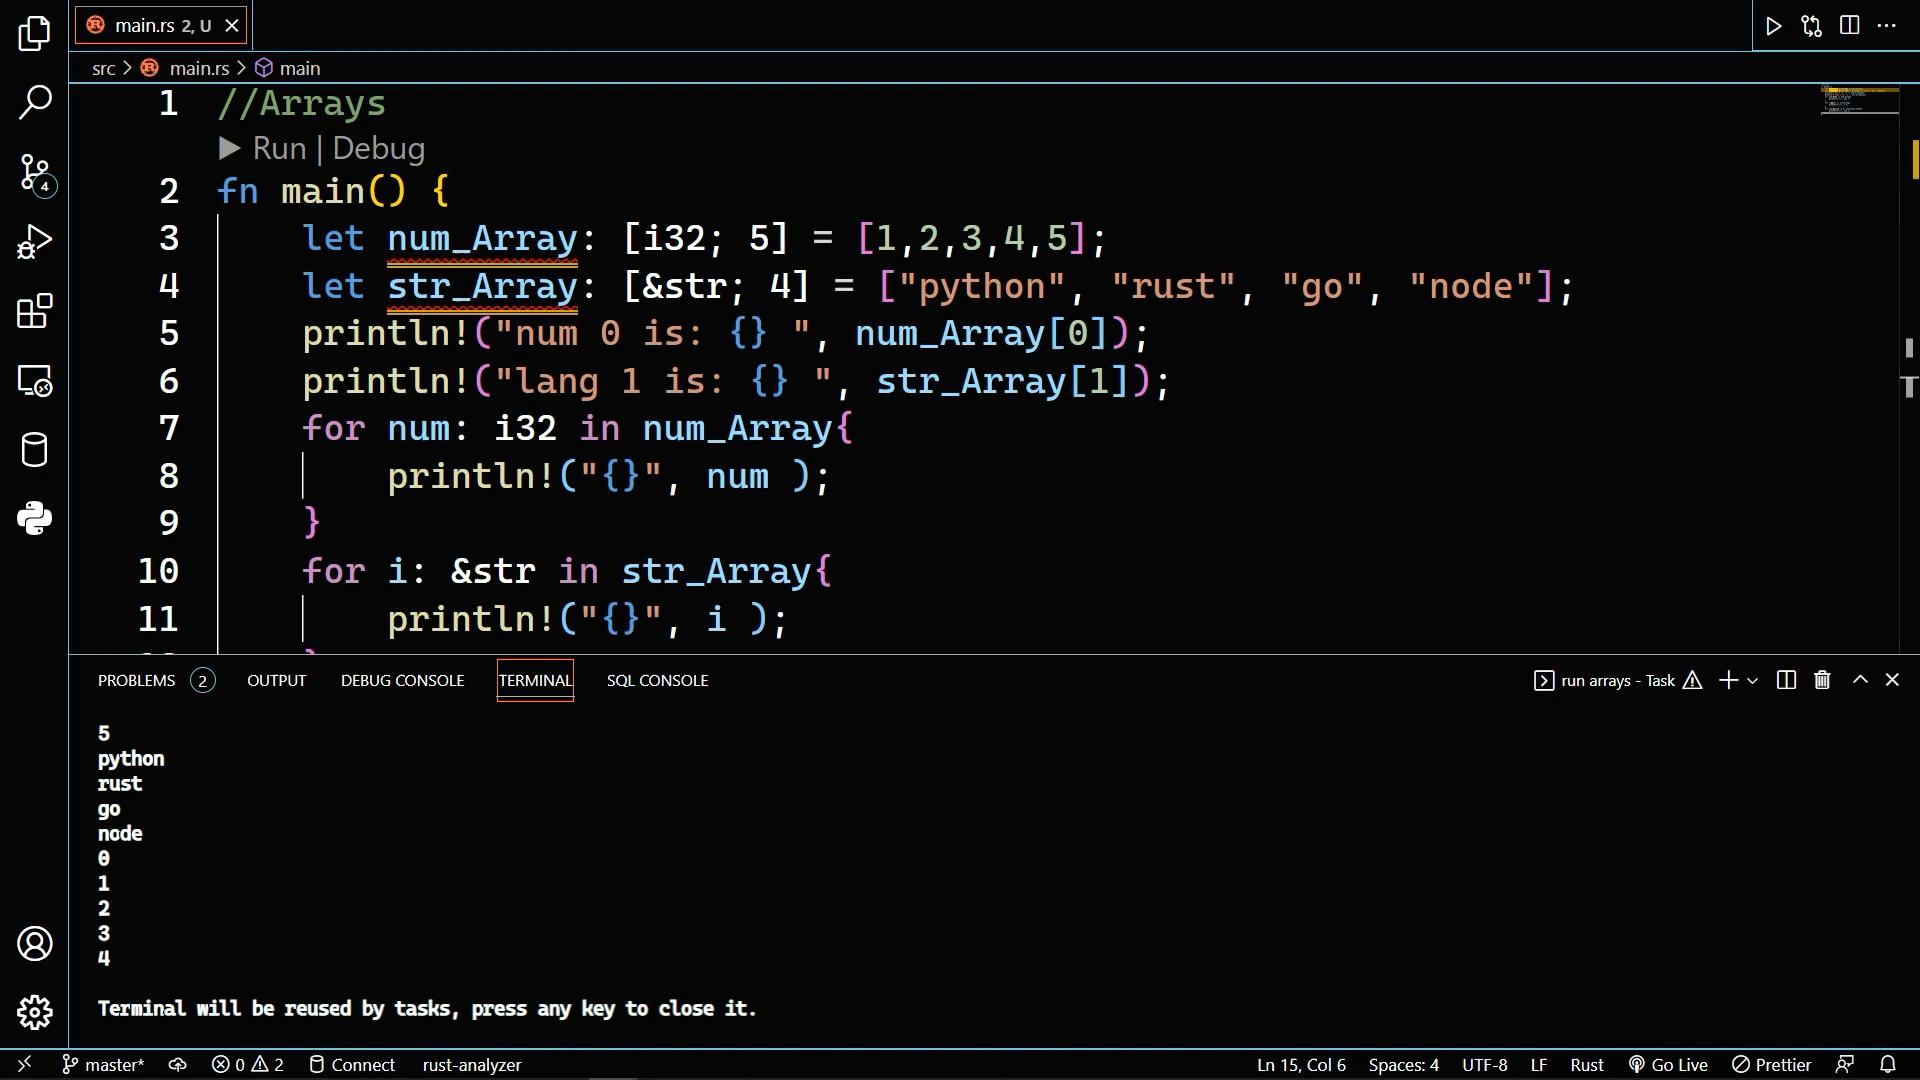 main.rs 2, U
src > main.rs > main
1 //Arrays
Run | Debug
2 fn main() {
3 let num_Array: [i32; 5] = [1,2,3,4,5];
4 let str_Array: [&str; 4] = ["python", "rust", "go", "node"];
5 println!("num 0 is: {} ", num_Array[0]);
6 println!("lang 1 is: {} ", str_Array[1]);
7 for num: i32 in num_Array{
8 println!("{}", num );
9 }
10 for i: &str in str_Array{
11 println!("{}", i );
4
PROBLEMS 2 OUTPUT DEBUG CONSOLE TERMINAL SQL CONSOLE run arrays - Task
5
python
rust
go
node
0
1
2
3
4
Terminal will be reused by tasks, press any key to close it.
master* 0 2 Connect rust-analyzer Ln 15, Col 6 Spaces: 4 UTF-8 LF Rust Go Live Prettier